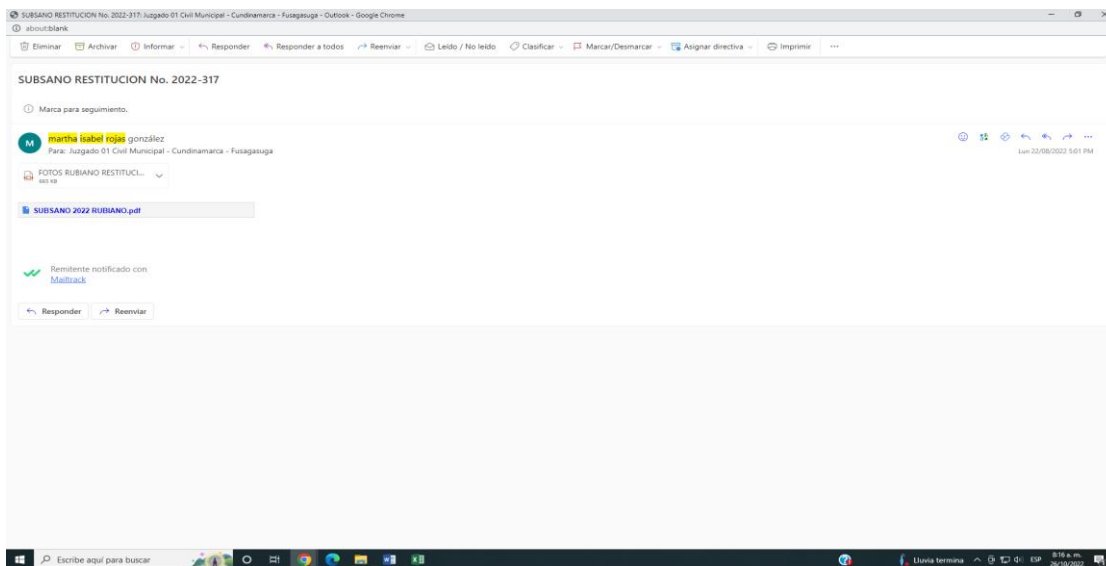 SUBSANO RESTITUCION No. 2022-317: Juzgado 01 Civil Municipal - Cundinamarca - Fusagasuga - Outlook - Google Chrome
about:blank
Eliminar Archivar Informar Responder Responder a todos Reenviar Leído / No leído Clasificar Marcar/Desmarcar Asignar directiva Imprimir ...
SUBSANO RESTITUCION No. 2022-317
Marca para seguimiento.
M
martha isabel rojas gonzález
Para: Juzgado 01 Civil Municipal - Cundinamarca - Fusagasuga
Lun 22/08/2022 5:01 PM
FOTOS RUBIANO RESTITUCI...
SUBSANO 2022 RUBIANO.pdf
Remitente notificado con
Mailtrack
Responder Reenviar
Escribe aquí para buscar
Lluvia termina
ESP
8:16 a. m.
26/10/2022